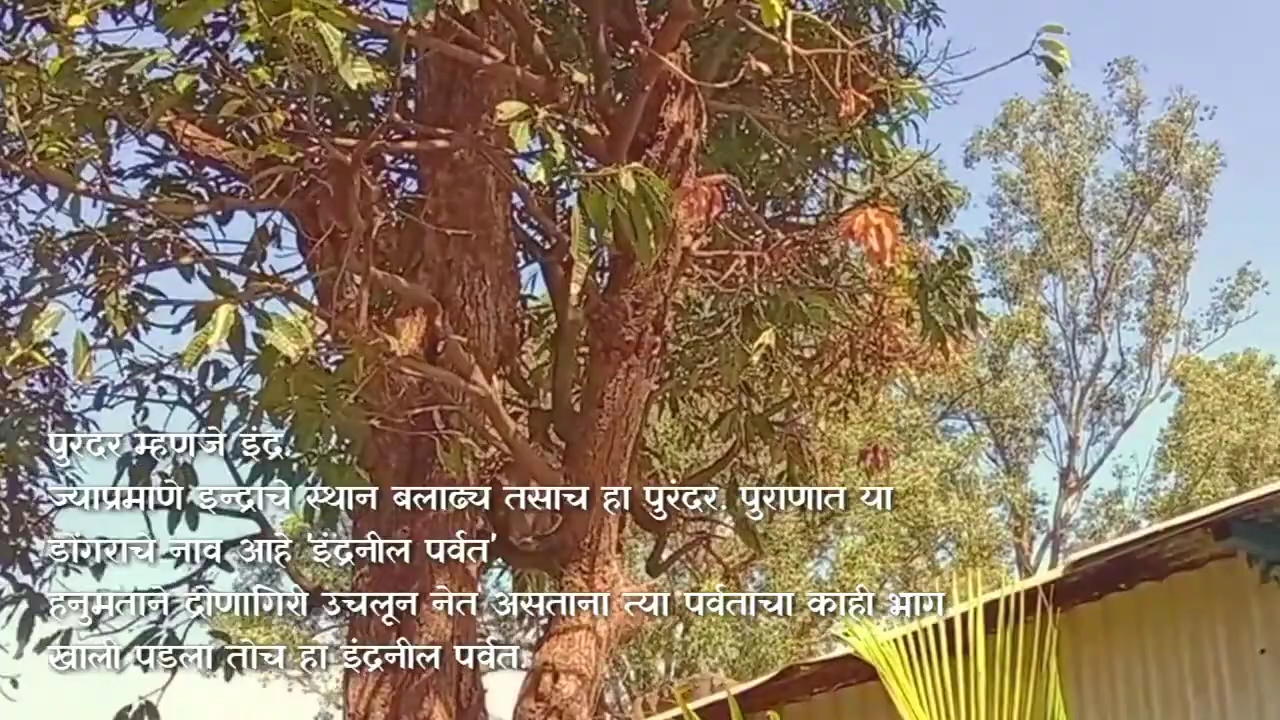 पुरंदर म्हणजे इंद्र.
ज्याप्रमाणे इन्द्राचे स्थान बलाढ्य तसाच हा पुरंदर. पुराणात या
डोंगराचे नाव आहे 'इंद्रनील पर्वत'.
हनुमंताने द्रोणागिरी उचलून नेत असताना त्या पर्वताचा काही भाग
खाली पडला तोच हा इंद्रनील पर्वत.